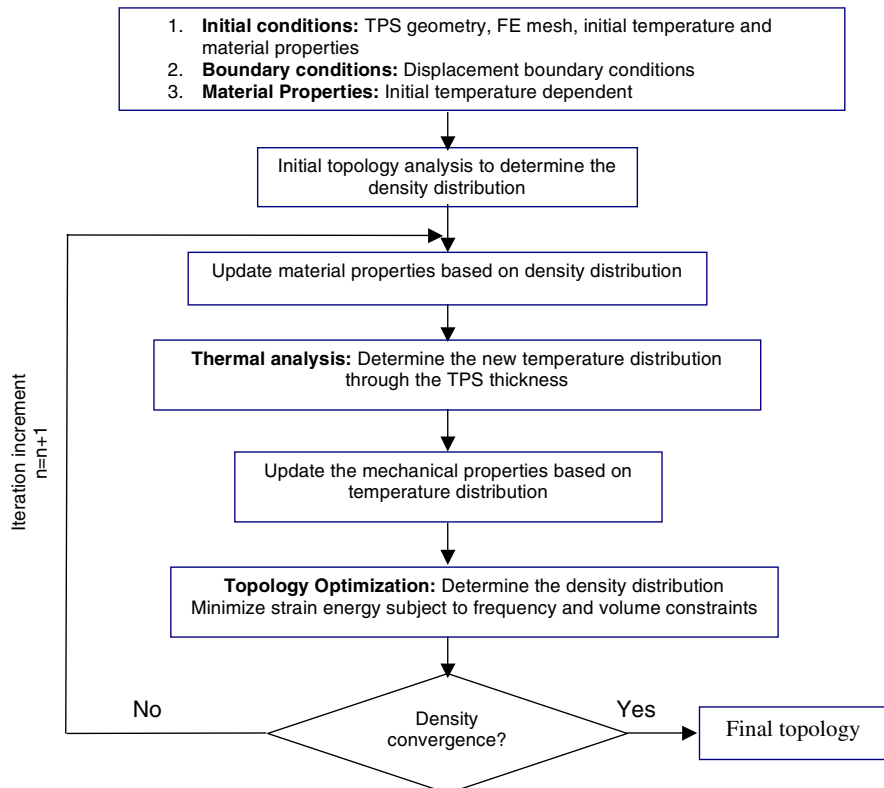 1. Initial conditions: TPS geometry, FE mesh, initial temperature and
material properties
2. Boundary conditions: Displacement boundary conditions
3. Material Properties: Initial temperature dependent
Initial topology analysis to determine the
density distribution
Update material properties based on density distribution
Thermal analysis: Determine the new temperature distribution
through the TPS thickness
Iteration increment
n=n+1
Update the mechanical properties based on
temperature distribution
Topology Optimization: Determine the density distribution
Minimize strain energy subject to frequency and volume constraints
No
Density
convergence?
Yes
Final topology